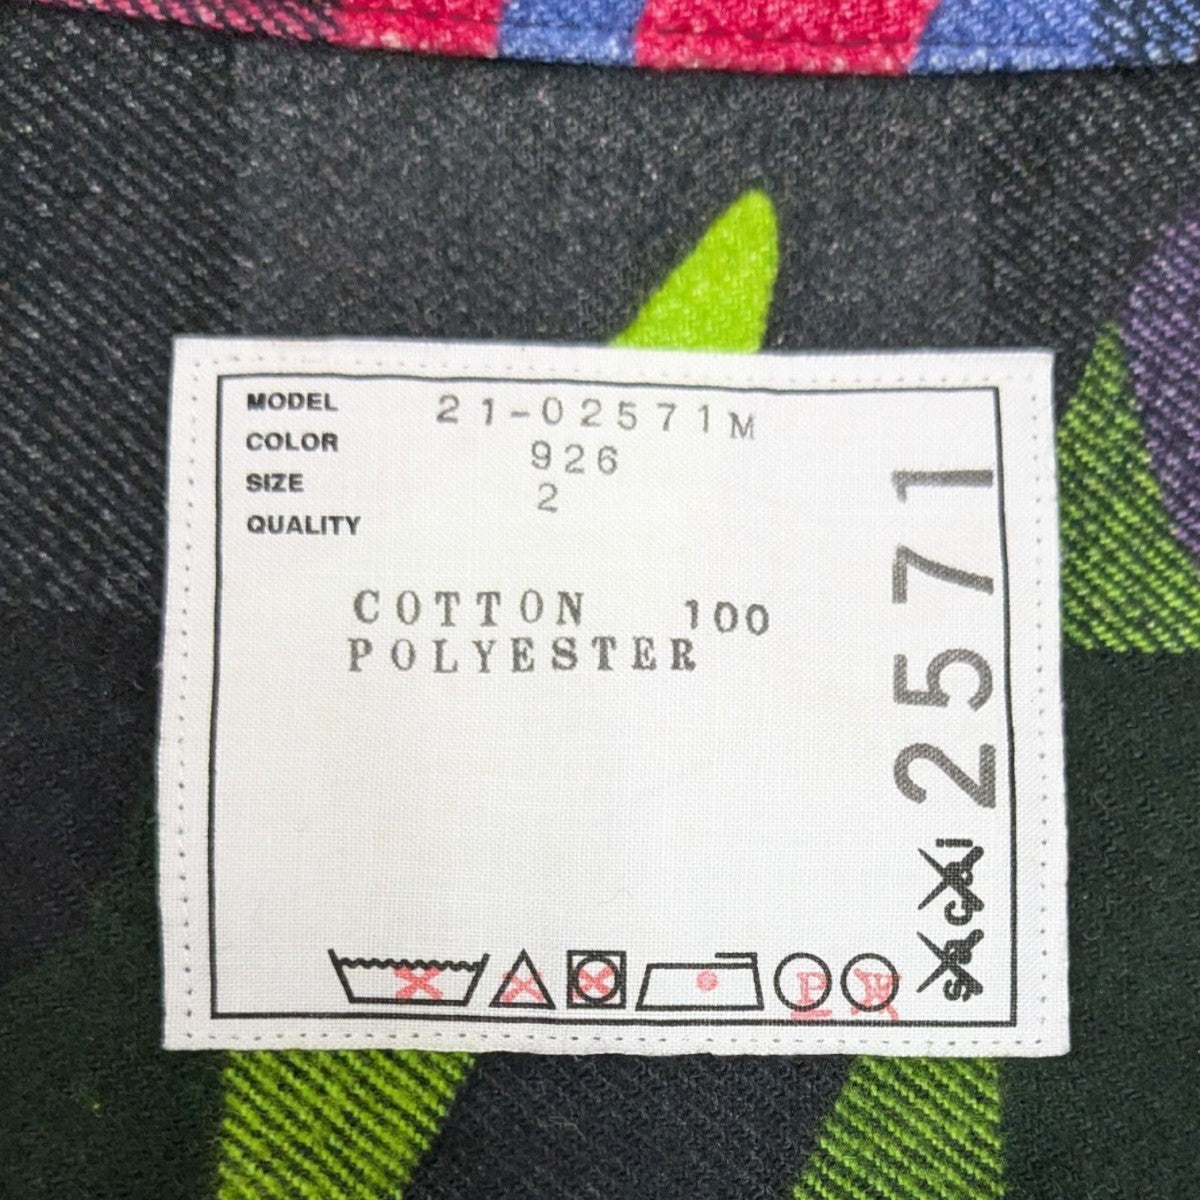 MODEL 21-02571M
COLOR 926
SIZE 2
QUALITY
COTTON 100
POLYESTER
2571
sacai
P
W